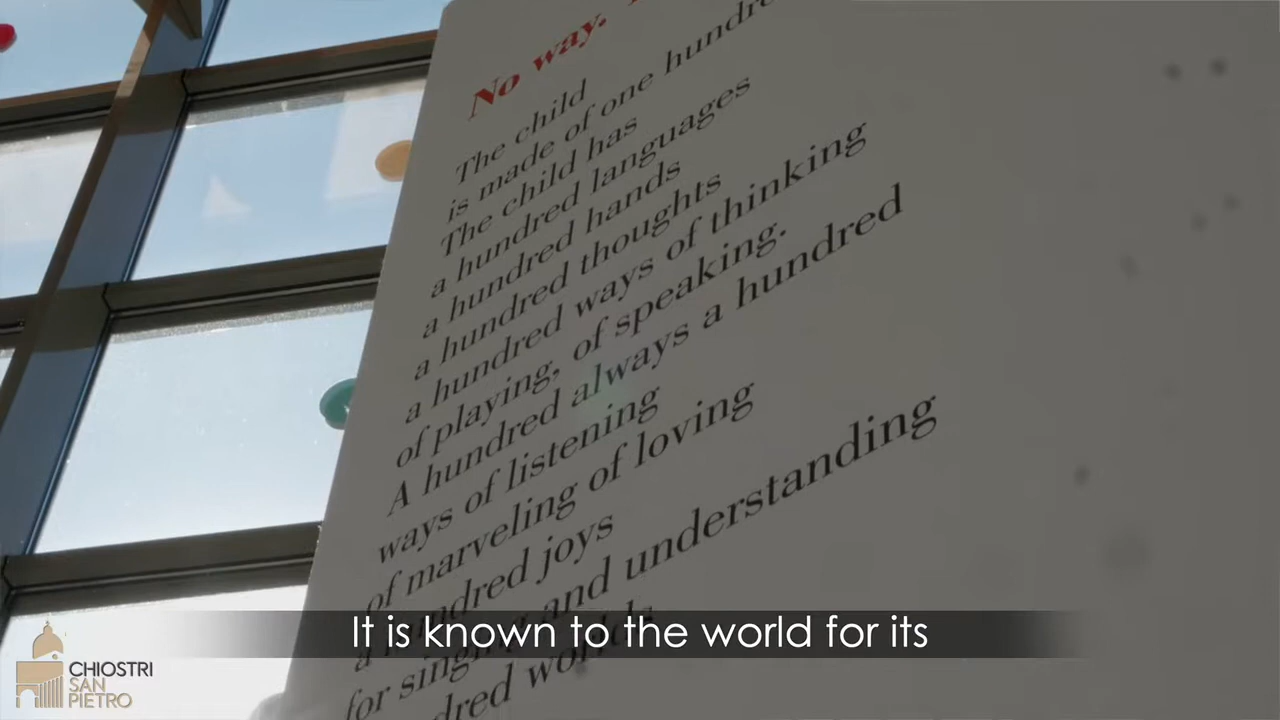 No way.
The child
is made of one
The child has
a hundred languages
a hundred hands
a hundred thoughts
a hundred ways of thinking
of playing, of speaking.
A hundred always a hundred
ways of listening
of marveling of loving
a hundred joys
for singing and understanding
It is known to the world for its
CHIOSTRI
SAN
PIETRO